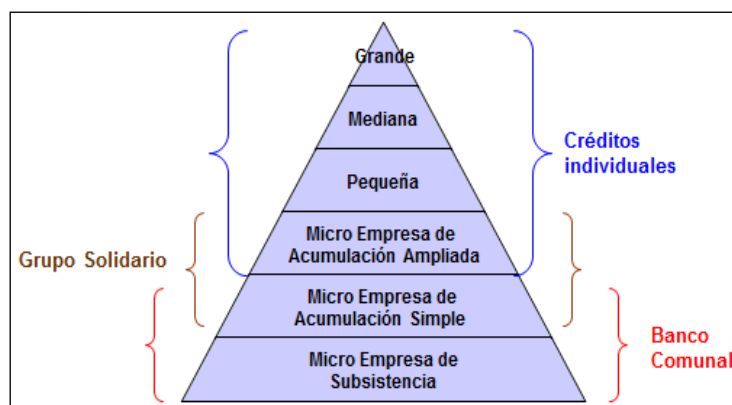 Grande
Mediana
Créditos
individuales
Pequeña
Micro Empresa de
Acumulación Ampliada
Grupo Solidario
Micro Empresa de
Acumulación Simple
Banco
Comunal
Micro Empresa de
Subsistencia